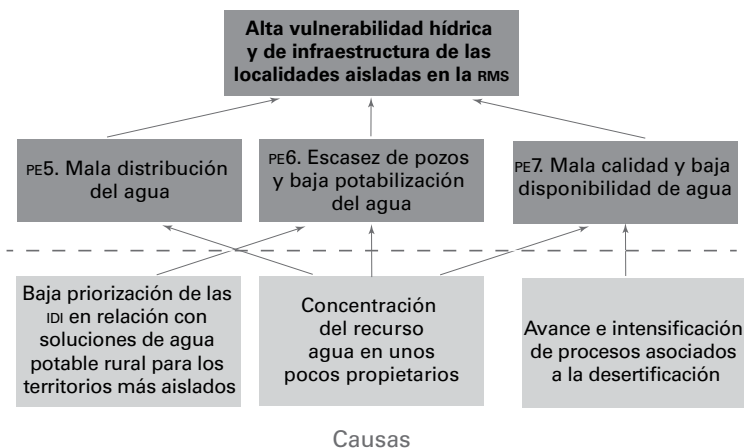 Alta vulnerabilidad hídrica
y de infraestructura de las
localidades aisladas en la RMS
PE5. Mala distribución
del agua
PE6. Escasez de pozos
y baja potabilización
del agua
PE7. Mala calidad y baja
disponibilidad de agua
Baja priorización de las
IDI en relación con
soluciones de agua
potable rural para los
territorios más aislados
Concentración
del recurso
agua en unos
pocos propietarios
Avance e intensificación
de procesos asociados
a la desertificación
Causas